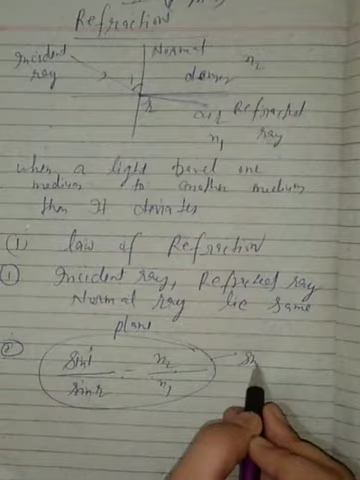 Refraction
Incident ray
Normal
n2
denser
i
r
air
n1
Refracted ray
when a light travel one
medium to another medium
then It deviates
(1) law of Refraction
(1) Incident ray, Refracted ray
Normal ray lie same
plane
(2) sin i / sin r = n2 / n1
Sn